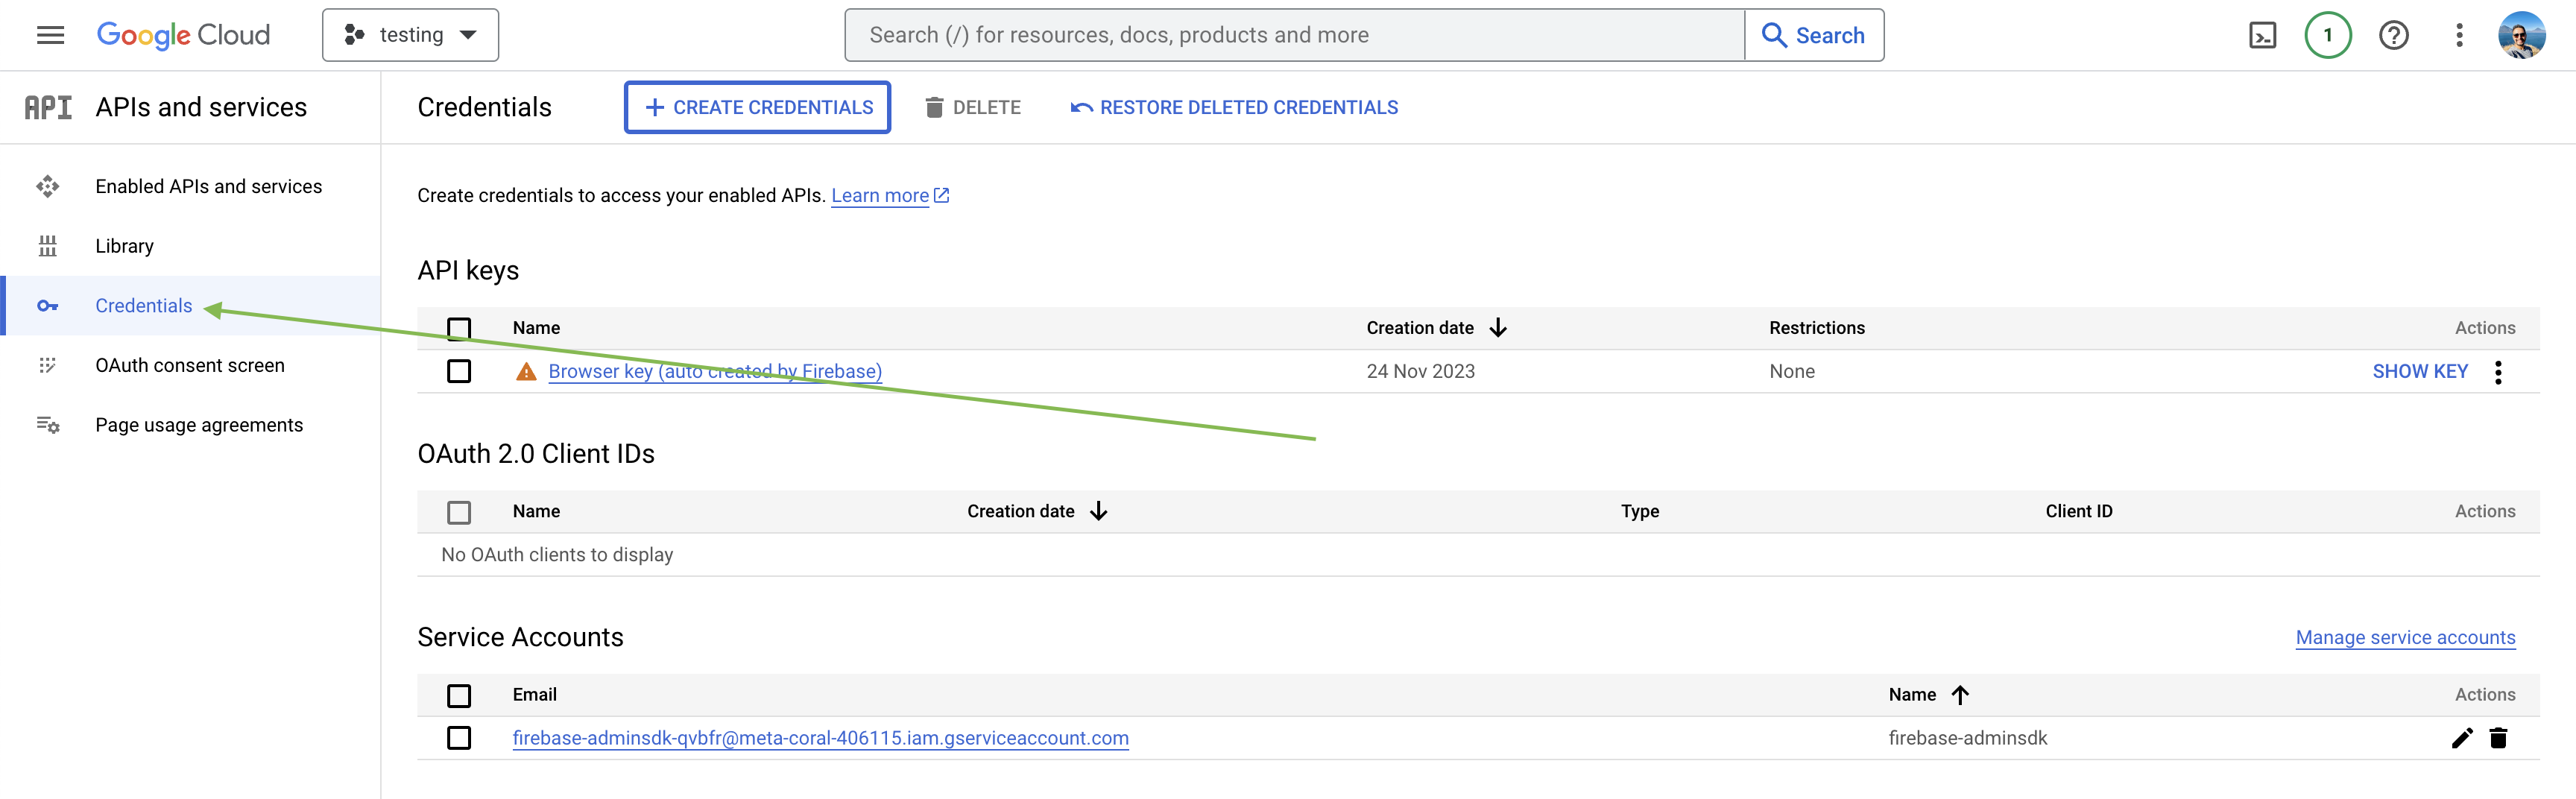 Google Cloud
testing
Search (/) for resources, docs, products and more
Search
1
API
APIs and services
Credentials
CREATE CREDENTIALS
DELETE
RESTORE DELETED CREDENTIALS
Enabled APIs and services
Library
Credentials
OAuth consent screen
Page usage agreements
Create credentials to access your enabled APIs. Learn more
API keys
Name Creation date Restrictions Actions
Browser key (auto created by Firebase) 24 Nov 2023 None SHOW KEY
OAuth 2.0 Client IDs
Name Creation date Type Client ID Actions
No OAuth clients to display
Service Accounts
Manage service accounts
Email Name Actions
firebase-adminsdk-qvbfr@meta-coral-406115.iam.gserviceaccount.com firebase-adminsdk